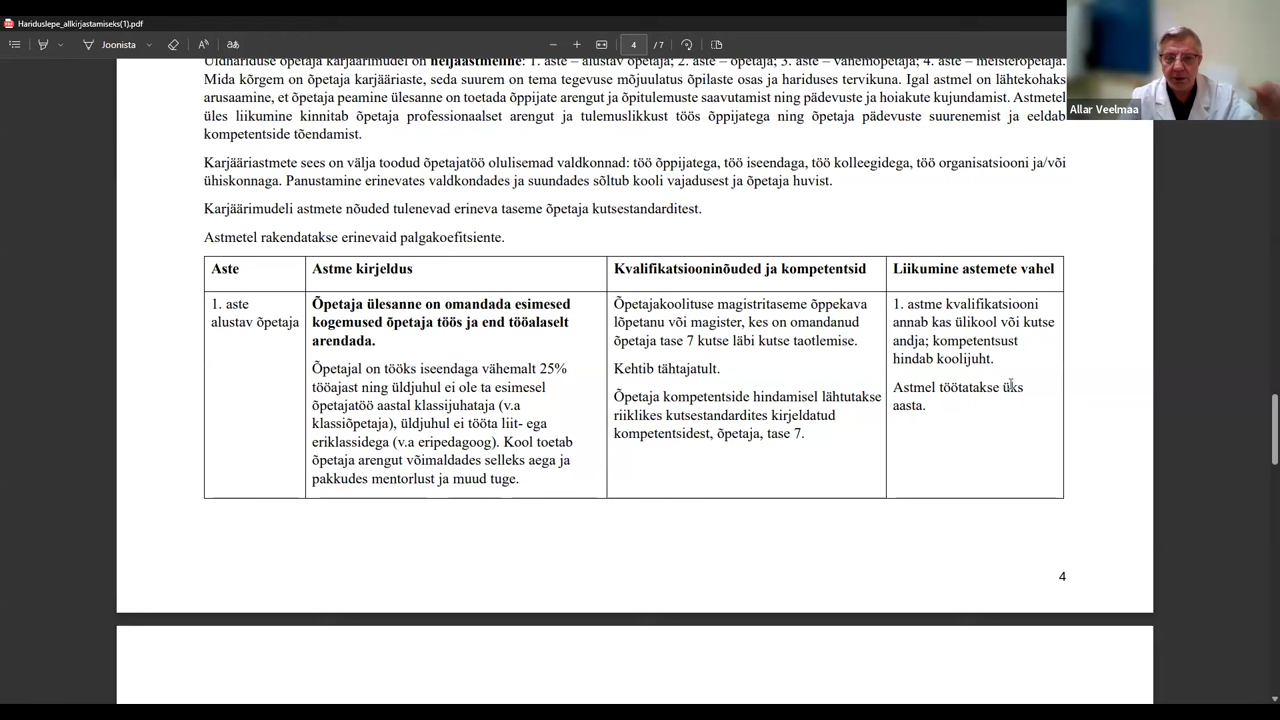 Hariduslepe_allkirjastamiseks(1).pdf
Joonista
4 / 7
Allar Veelmaa
Üldhariduse õpetaja karjäärimudel on neljaastmeline: 1. aste – alustav õpetaja; 2. aste – õpetaja; 3. aste – vanemõpetaja; 4. aste – meisterõpetaja.
Mida kõrgem on õpetaja karjääriaste, seda suurem on tema tegevuse mõjuulatus õpilaste osas ja hariduses tervikuna. Igal astmel on lähtekohaks
arusaamine, et õpetaja peamine ülesanne on toetada õppijate arengut ja õpitulemuste saavutamist ning pädevuste ja hoiakute kujundamist. Astmetel
üles liikumine kinnitab õpetaja professionaalset arengut ja tulemuslikkust töös õppijatega ning õpetaja pädevuste suurenemist ja eeldab
kompetentside tõendamist.
Karjääriastmete sees on välja toodud õpetajatöö olulisemad valdkonnad: töö õppijatega, töö iseendaga, töö kolleegidega, töö organisatsiooni ja/või
ühiskonnaga. Panustamine erinevates valdkondades ja suundades sõltub kooli vajadusest ja õpetaja huvist.
Karjäärimudeli astmete nõuded tulenevad erineva taseme õpetaja kutsestandarditest.
Astmetel rakendatakse erinevaid palgakoefitsiente.
Aste
Astme kirjeldus
Kvalifikatsiooninõuded ja kompetentsid
Liikumine astemete vahel
1. aste
alustav õpetaja
Õpetaja ülesanne on omandada esimesed
kogemused õpetaja töös ja end tööalaselt
arendada.
Õpetajal on tööks iseendaga vähemalt 25%
tööajast ning üldjuhul ei ole ta esimesel
õpetajatöö aastal klassijuhataja (v.a
klassiõpetaja), üldjuhul ei tööta liit- ega
eriklassidega (v.a eripedagoog). Kool toetab
õpetaja arengut võimaldades selleks aega ja
pakkudes mentorlust ja muud tuge.
Õpetajakoolituse magistritaseme õppekava
lõpetanu või magister, kes on omandanud
õpetaja tase 7 kutse läbi kutse taotlemise.
Kehtib tähtajatult.
Õpetaja kompetentside hindamisel lähtutakse
riiklikes kutsestandardites kirjeldatud
kompetentsidest, õpetaja, tase 7.
1. astme kvalifikatsiooni
annab kas ülikool või kutse
andja; kompetentsust
hindab koolijuht.
Astmel töötatakse üks
aasta.
4